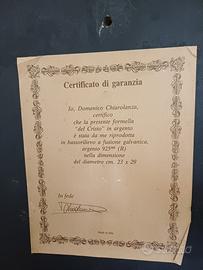 Certificato di garanzia
Io, Domenico Chiarolanza,
certifico
che la presente formella
"del Cristo" in argento
è stata da me riprodotta
in bassorilievo a fusione galvanica,
argento 925°° (R)
nella dimensione
del diametro cm. 23 x 29
In fede